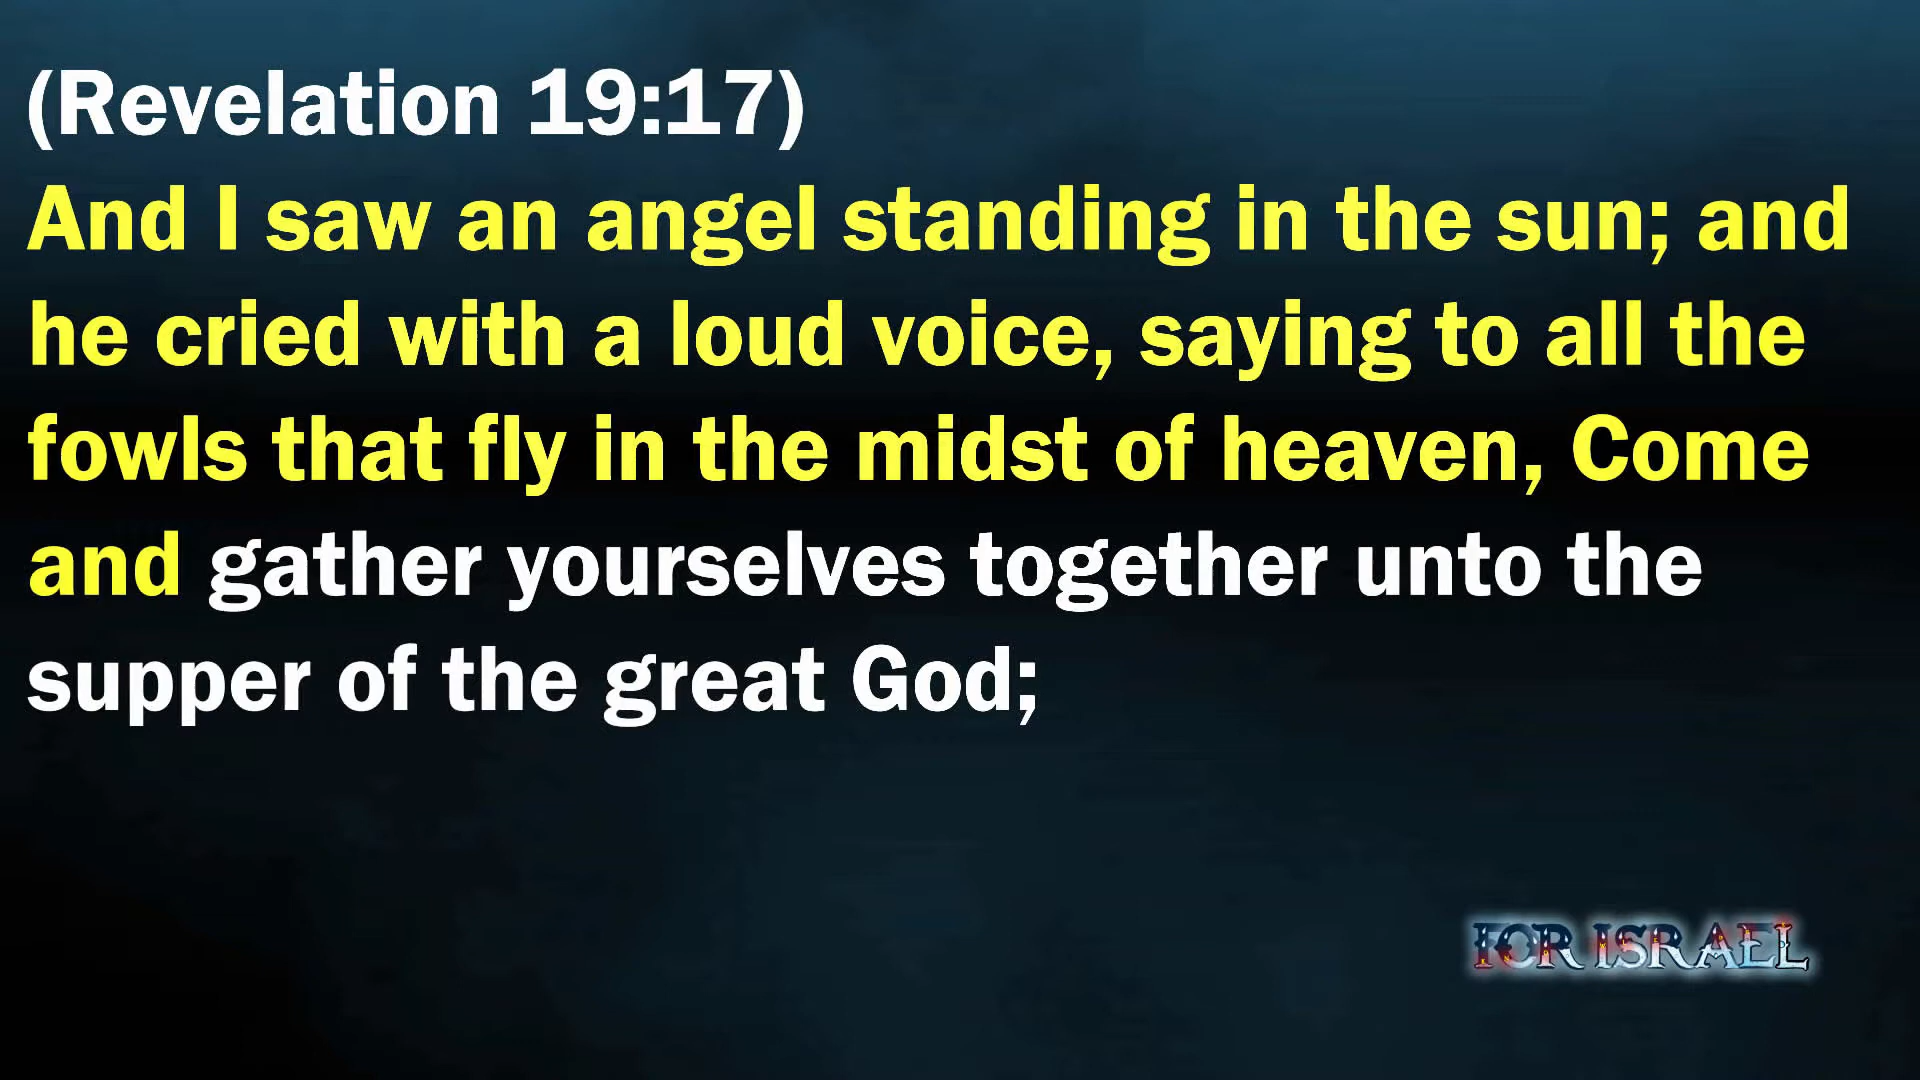 (Revelation 19:17)
And I saw an angel standing in the sun; and
he cried with a loud voice, saying to all the
fowls that fly in the midst of heaven, Come
and gather yourselves together unto the
supper of the great God;
FOR ISRAEL